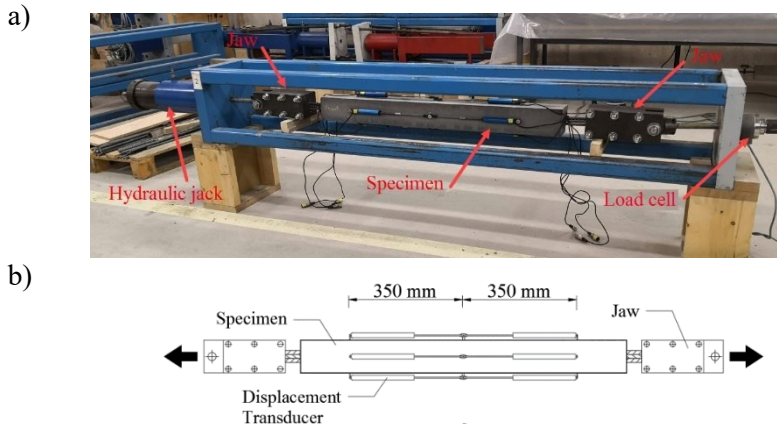 a)
Jaw
Jaw
Hydraulic jack
Specimen
Load cell
b)
350 mm
350 mm
Specimen
Jaw
Displacement
Transducer